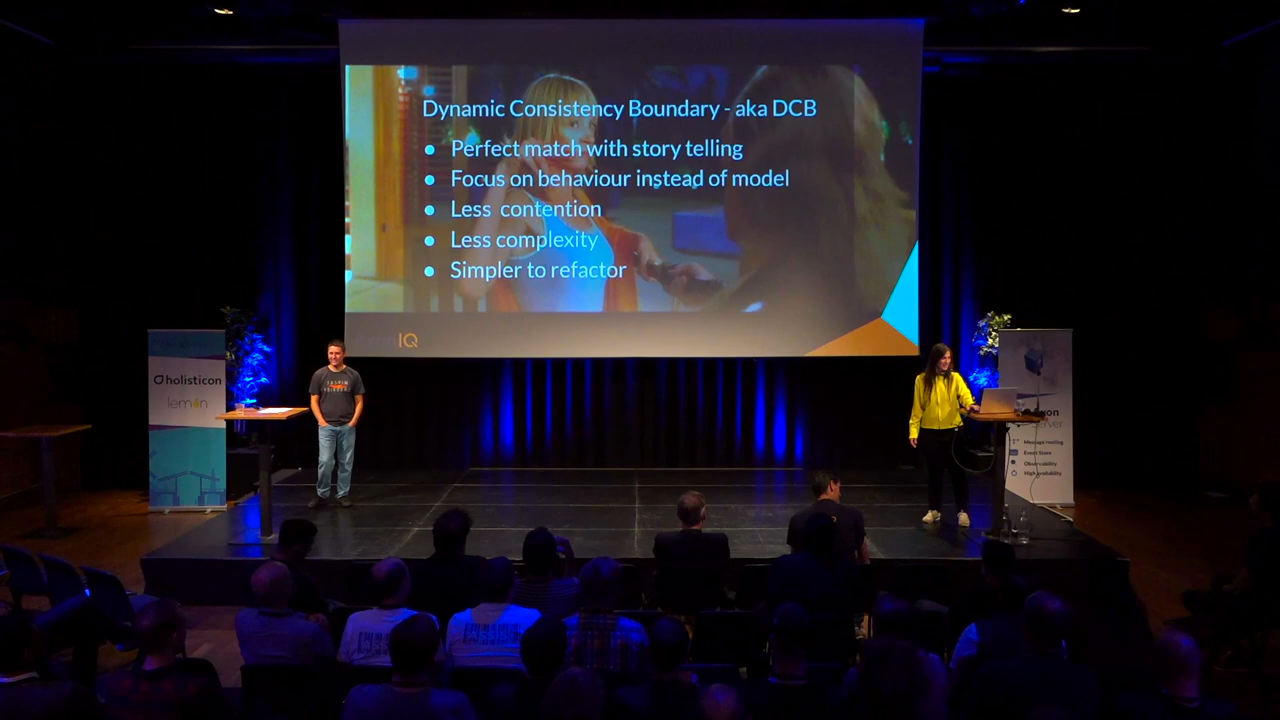 Dynamic Consistency Boundary - aka DCB
● Perfect match with story telling
● Focus on behaviour instead of model
● Less contention
● Less complexity
● Simpler to refactor
IQ
holisticon
lemon
Message routing
Event Store
Observability
High availability